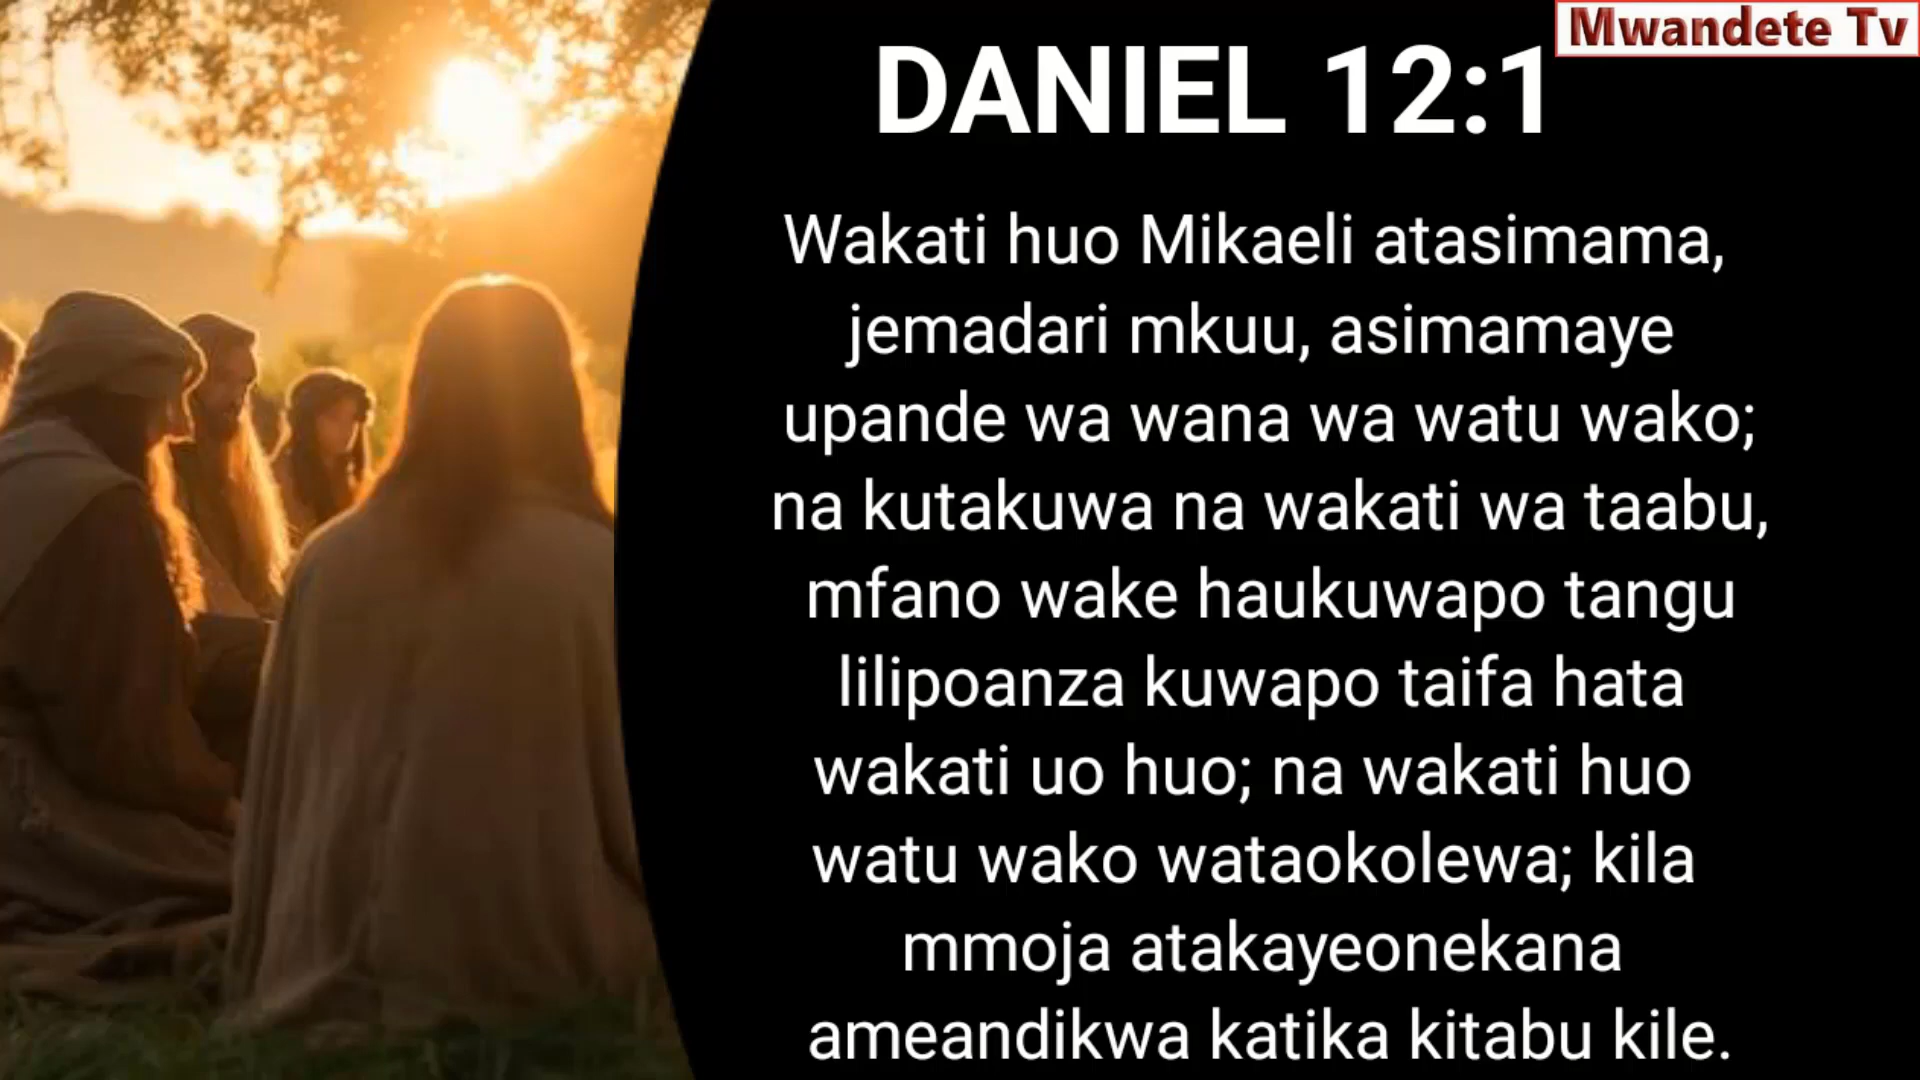 Mwandete Tv
DANIEL 12:1
Wakati huo Mikaeli atasimama,
jemadari mkuu, asimamaye
upande wa wana wa watu wako;
na kutakuwa na wakati wa taabu,
mfano wake haukuwapo tangu
lilipoanza kuwapo taifa hata
wakati uo huo; na wakati huo
watu wako wataokolewa; kila
mmoja atakayeonekana
ameandikwa katika kitabu kile.